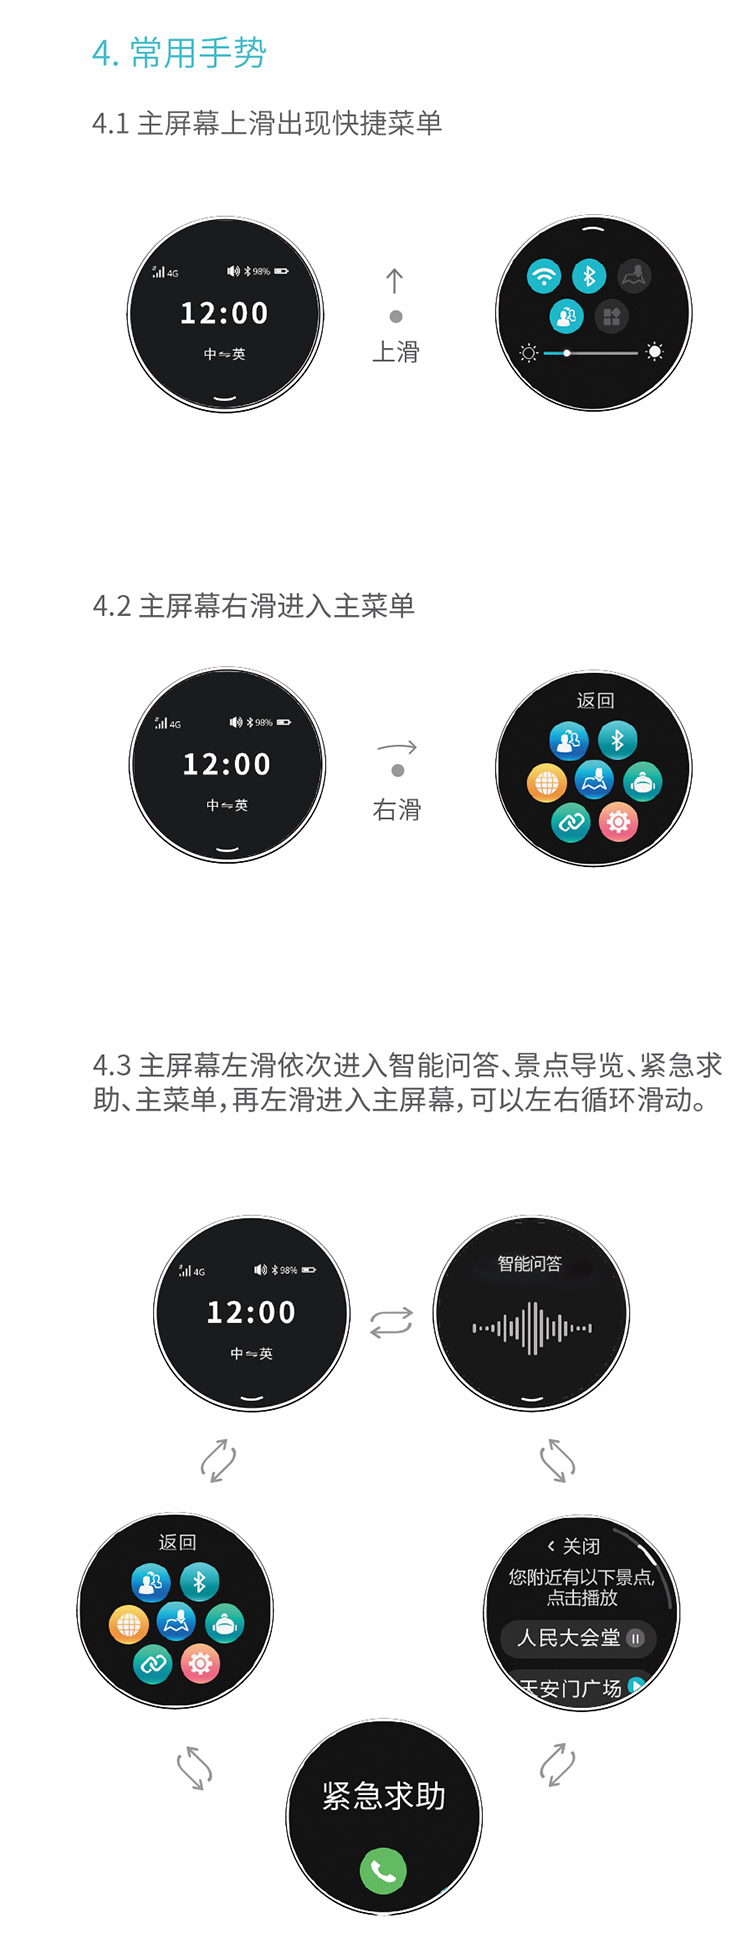 4. 常用手势
4.1 主屏幕上滑出现快捷菜单
4G 98%
12:00
中⇋英
上滑
4.2 主屏幕右滑进入主菜单
4G 98%
12:00
中⇋英
右滑
返回
4.3 主屏幕左滑依次进入智能问答、景点导览、紧急求
助、主菜单，再左滑进入主屏幕，可以左右循环滑动。
4G 98%
12:00
中⇋英
智能问答
返回
< 关闭
您附近有以下景点,
点击播放
人民大会堂
天安门广场
紧急求助